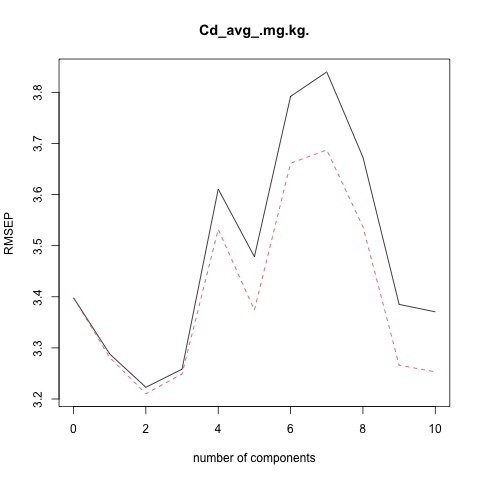 Cd_avg_.mg.kg.
RMSEP
3.8
3.7
3.6
3.5
3.4
3.3
3.2
0 2 4 6 8 10
number of components